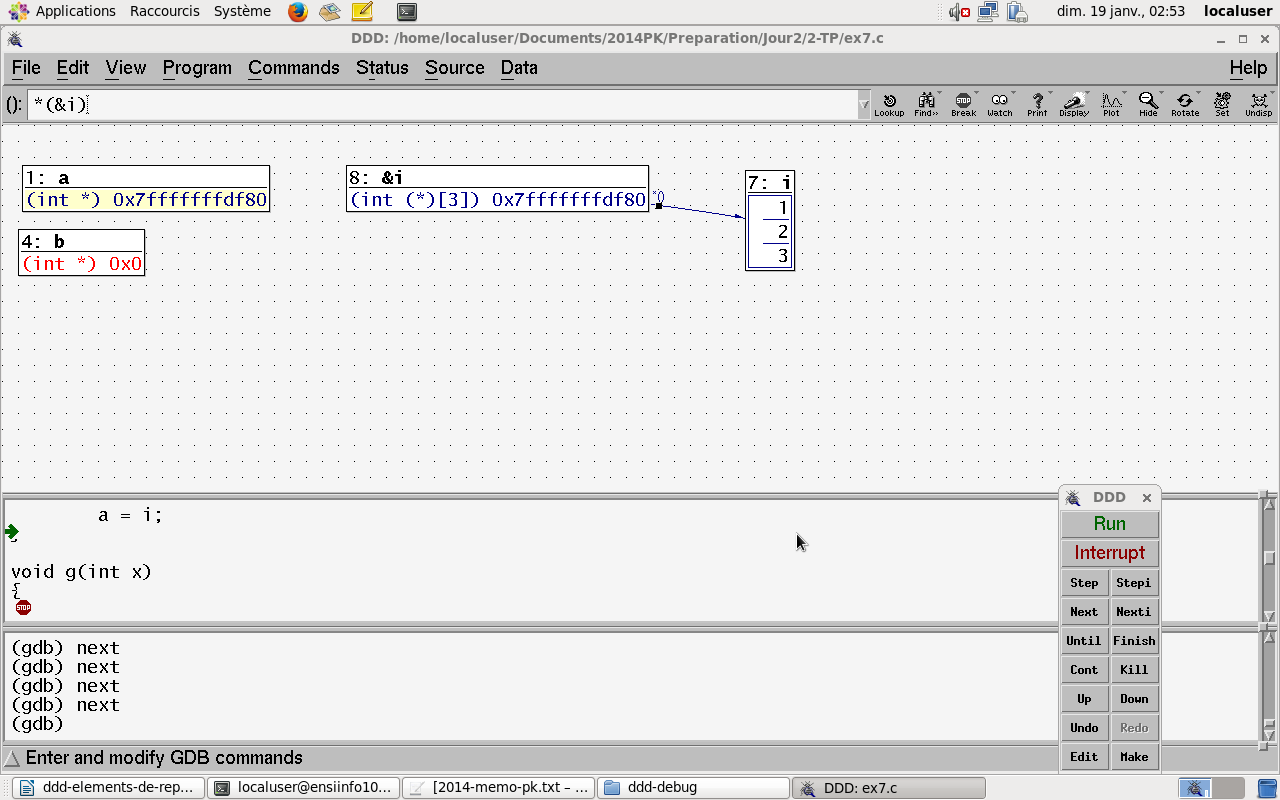 Applications Raccourcis Système dim. 19 janv., 02:53 localuser
DDD: /home/localuser/Documents/2014PK/Preparation/Jour2/2-TP/ex7.c
File Edit View Program Commands Status Source Data Help
(): *(&i)
Lookup Find» Break Watch Print Display Plot Hide Rotate Set Undisp
STOP
1: a
(int *) 0x7fffffffdf80
8: &i
(int (*)[3]) 0x7fffffffdf80
*()
7: i
1
2
3
4: b
(int *) 0x0
a = i;
}
void g(int x)
{
STOP
(gdb) next
(gdb) next
(gdb) next
(gdb) next
(gdb)
DDD
Run
Interrupt
Step Stepi
Next Nexti
Until Finish
Cont Kill
Up Down
Undo Redo
Edit Make
Enter and modify GDB commands
ddd-elements-de-rep... localuser@ensiinfo10... [2014-memo-pk.txt – ... ddd-debug DDD: ex7.c